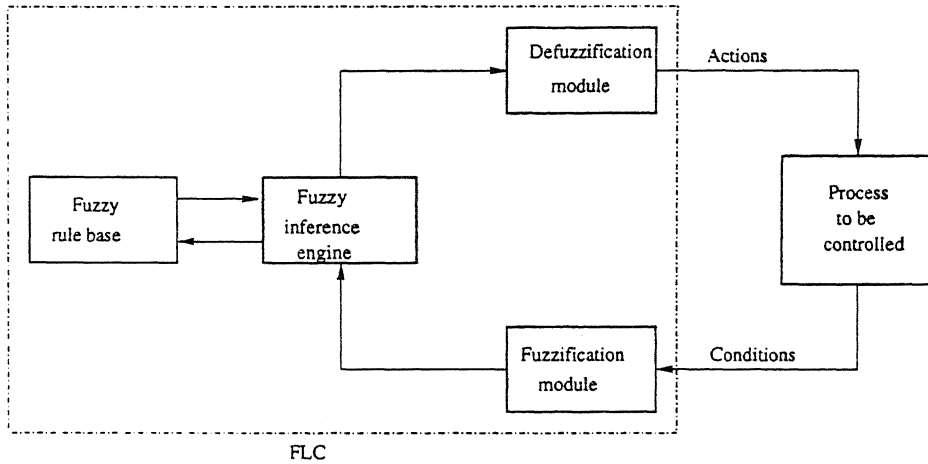 Defuzzification
module
Actions
Fuzzy
rule base
Fuzzy
inference
engine
Process
to be
controlled
Fuzzification
module
Conditions
FLC